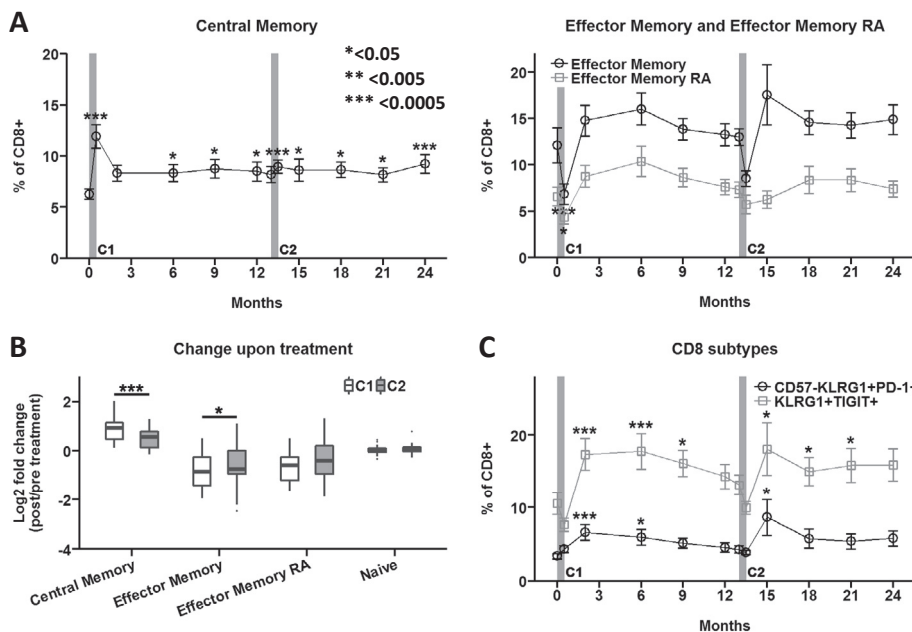 A
Central Memory
*<0.05
** <0.005
*** <0.0005
% of CD8+
20
15
10
5
0
***
*
*
*
***
*
*
*
***
C1
C2
0 3 6 9 12 15 18 21 24
Months
Effector Memory and Effector Memory RA
Effector Memory
Effector Memory RA
% of CD8+
20
15
10
5
0
***
*
C1
C2
0 3 6 9 12 15 18 21 24
Months
B
Change upon treatment
C1 C2
Log2 fold change
(post/pre treatment)
2
0
-2
-4
***
*
Central Memory
Effector Memory
Effector Memory RA
Naive
C
CD8 subtypes
CD57-KLRG1+PD-1+
KLRG1+TIGIT+
% of CD8+
20
10
0
*** *** * * * *
*** * *
C1
C2
0 3 6 9 12 15 18 21 24
Months